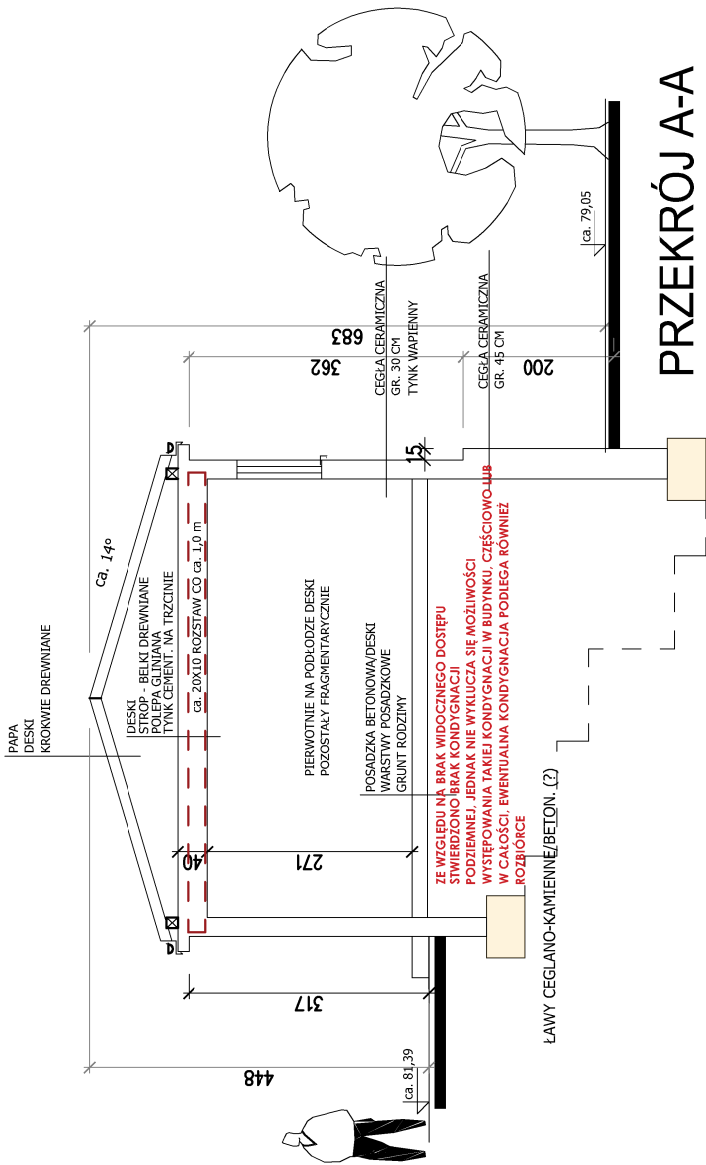 PAPA
DESKI
KROKWIE DREWNIANE
ca. 14°
DESKI
STROP - BELKI DREWNIANE
POLEPA GLINIANA
TYNK CEMENT. NA TRZCINIE
ca. 20X10 ROZSTAW CO ca. 1,0 m
PIERWOTNIE NA PODŁODZE DESKI
POZOSTAŁY FRAGMENTARYCZNIE
POSADZKA BETONOWA/DESKI
WARSTWY POSADZKOWE
GRUNT RODZIMY
ZE WZGLĘDU NA BRAK WIDOCZNEGO DOSTĘPU
STWIERDZONO BRAK KONDYGNACJI
PODZIEMNEJ, JEDNAK NIE WYKLUCZA SIĘ MOŻLIWOŚCI
WYSTĘPOWANIA TAKIEJ KONDYGNACJI W BUDYNKU, CZĘŚCIOWO LUB
W CAŁOŚCI, EWENTUALNA KONDYGNACJA PODLEGA RÓWNIEŻ
ROZBIÓRCE
ŁAWY CEGLANO-KAMIENNE/BETON. (?)
CEGŁA CERAMICZNA
GR. 30 CM
TYNK WAPIENNY
CEGŁA CERAMICZNA
GR. 45 CM
448
317
40
271
15
683
362
200
ca. 81,39
ca. 79,05
PRZEKRÓJ A-A